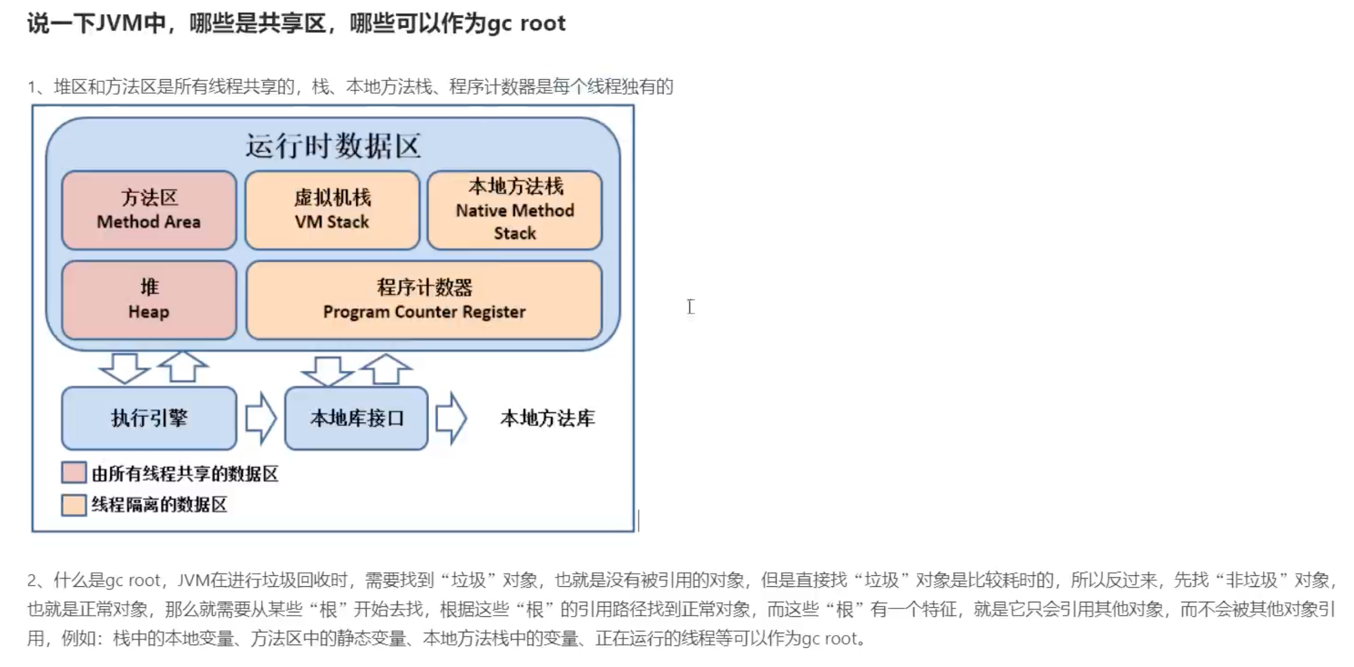 说一下JVM中，哪些是共享区，哪些可以作为gc root
1、堆区和方法区是所有线程共享的，栈、本地方法栈、程序计数器是每个线程独有的
运行时数据区
方法区
Method Area
虚拟机栈
VM Stack
本地方法栈
Native Method
Stack
堆
Heap
程序计数器
Program Counter Register
执行引擎
本地库接口
本地方法库
由所有线程共享的数据区
线程隔离的数据区
2、什么是gc root，JVM在进行垃圾回收时，需要找到“垃圾”对象，也就是没有被引用的对象，但是直接找“垃圾”对象是比较耗时的，所以反过来，先找“非垃圾”对象，
也就是正常对象，那么就需要从某些“根”开始去找，根据这些“根”的引用路径找到正常对象，而这些“根”有一个特征，就是它只会引用其他对象，而不会被其他对象引
用，例如：栈中的本地变量、方法区中的静态变量、本地方法栈中的变量、正在运行的线程等可以作为gc root。